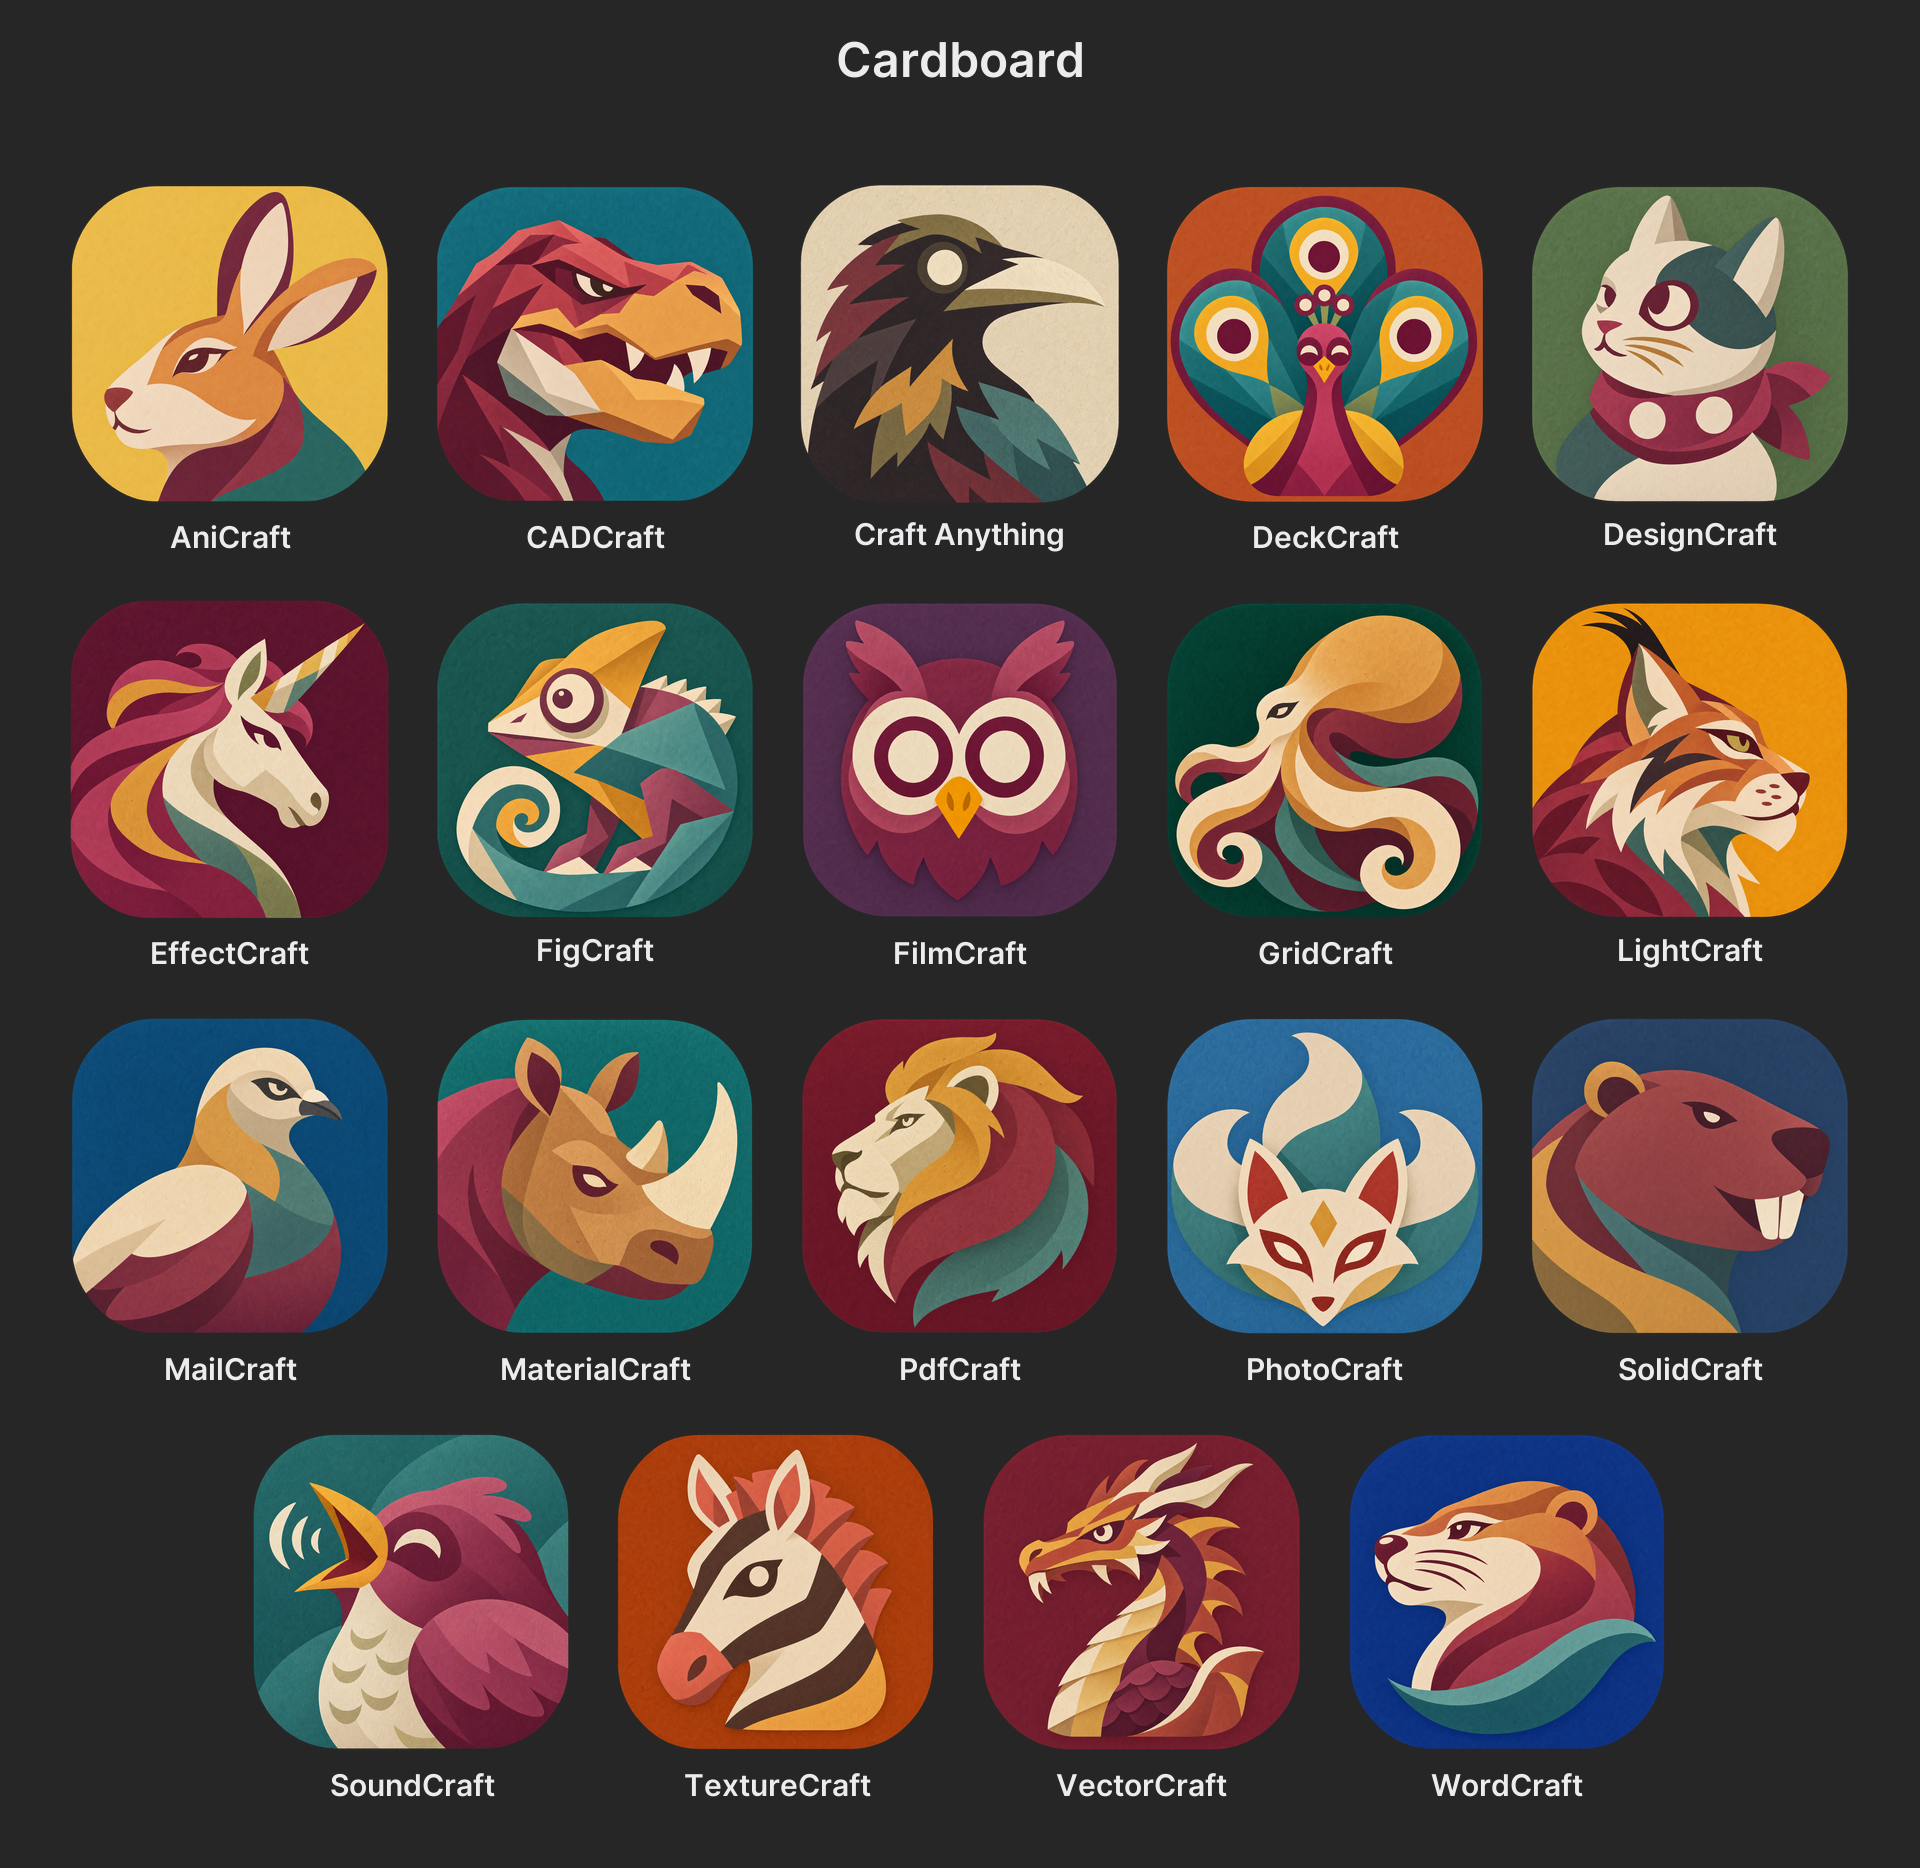 Cardboard
AniCraft
CADCraft
Craft Anything
DeckCraft
DesignCraft
EffectCraft
FigCraft
FilmCraft
GridCraft
LightCraft
MailCraft
MaterialCraft
PdfCraft
PhotoCraft
SolidCraft
SoundCraft
TextureCraft
VectorCraft
WordCraft